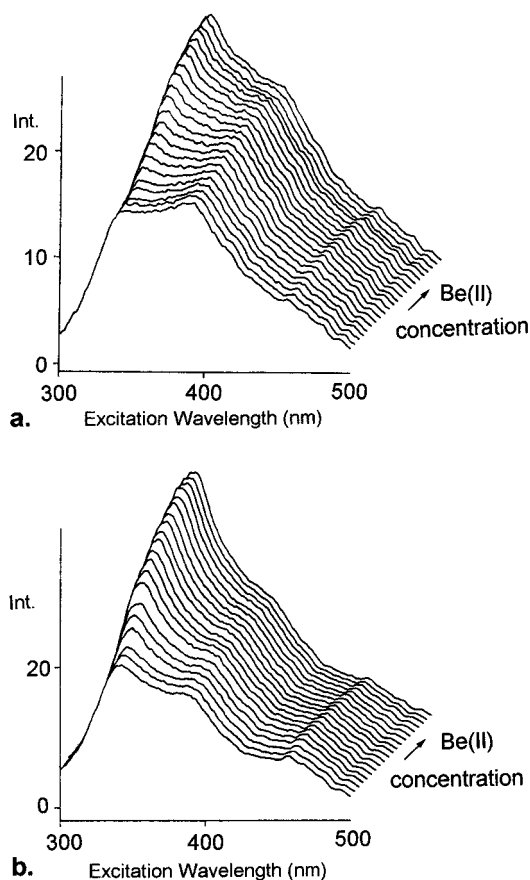 Int.
20
10
0
300
400
500
Be(II)
concentration
a. Excitation Wavelength (nm)
Int.
20
0
300
400
500
Be(II)
concentration
b. Excitation Wavelength (nm)